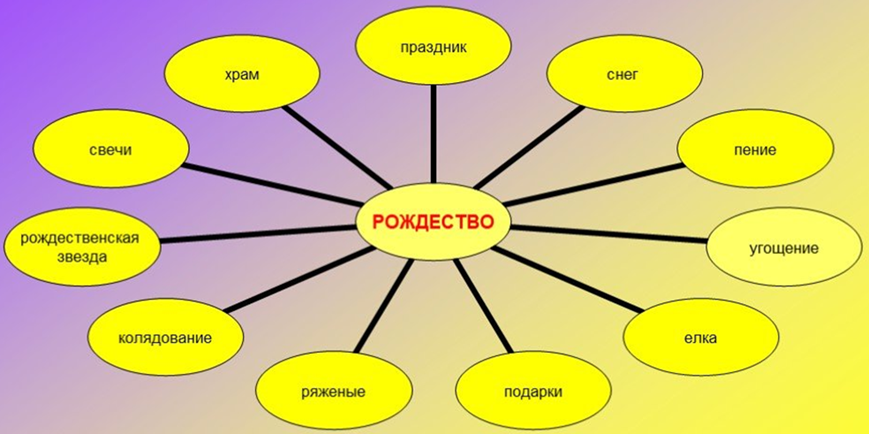 праздник
храм
снег
свечи
пение
РОЖДЕСТВО
рождественская
звезда
угощение
колядование
елка
ряженые
подарки